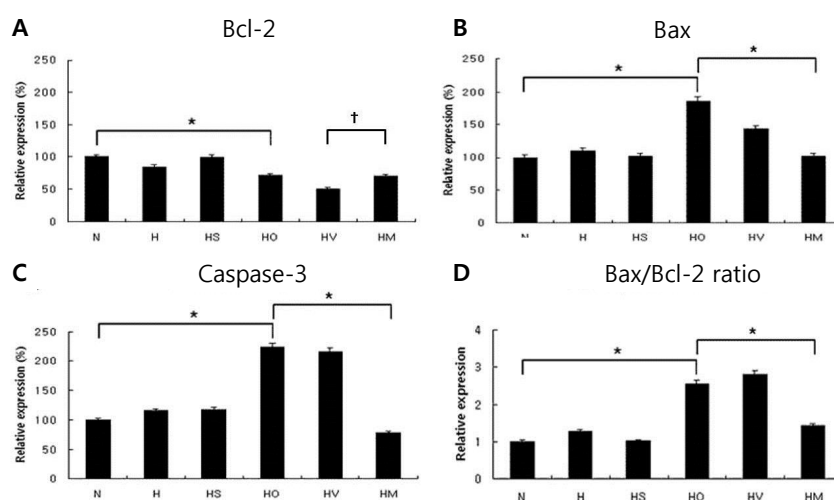 A
Bcl-2
Relative expression (%)
250
200
150
100
50
0
*
†
N H HS HO HV HM
B
Bax
Relative expression (%)
250
200
150
100
50
0
*
*
H HS HO HV HM
C
Caspase-3
Relative expression (%)
250
200
150
100
50
0
*
*
N H HS HO HV HM
D
Bax/Bcl-2 ratio
Relative expression
4
3
2
1
0
*
*
N H HS HO HV HM